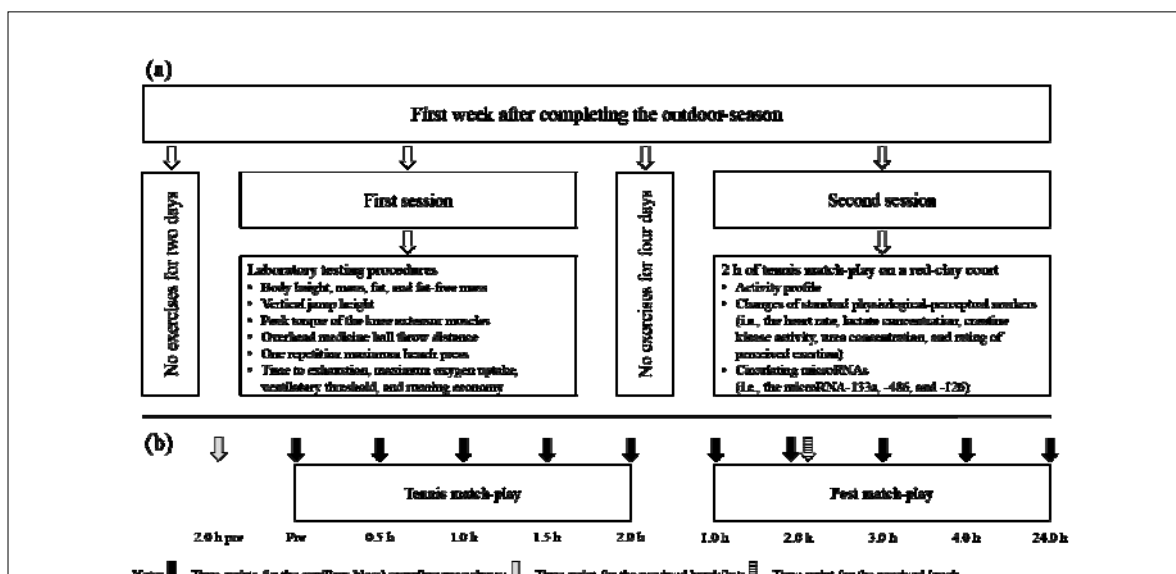 (a)
First week after completing the outdoor-season
No exercises for two days
First session
Laboratory testing procedures
• Body height, mass, fat, and fat-free mass
• Vertical jump height
• Peak torque of the knee extensor muscles
• Overhead medicine ball throw distance
• One repetition maximum bench press
• Time to exhaustion, maximum oxygen uptake,
ventilatory threshold, and running economy
No exercises for four days
Second session
2 h of tennis match-play on a red-clay court
• Activity profile
• Changes of standard physiological-perceptual markers
(i.e., the heart rate, lactate concentration, creatine
kinase activity, urea concentration, and rating of
perceived exertion)
• Circulating microRNAs
(i.e., the microRNA-133a, -486, and -126)
(b)
Tennis match-play
Post match-play
2.0 h pre Pre 0.5 h 1.0 h 1.5 h 2.0 h 1.0 h 2.0 h 3.0 h 4.0 h 24.0 h